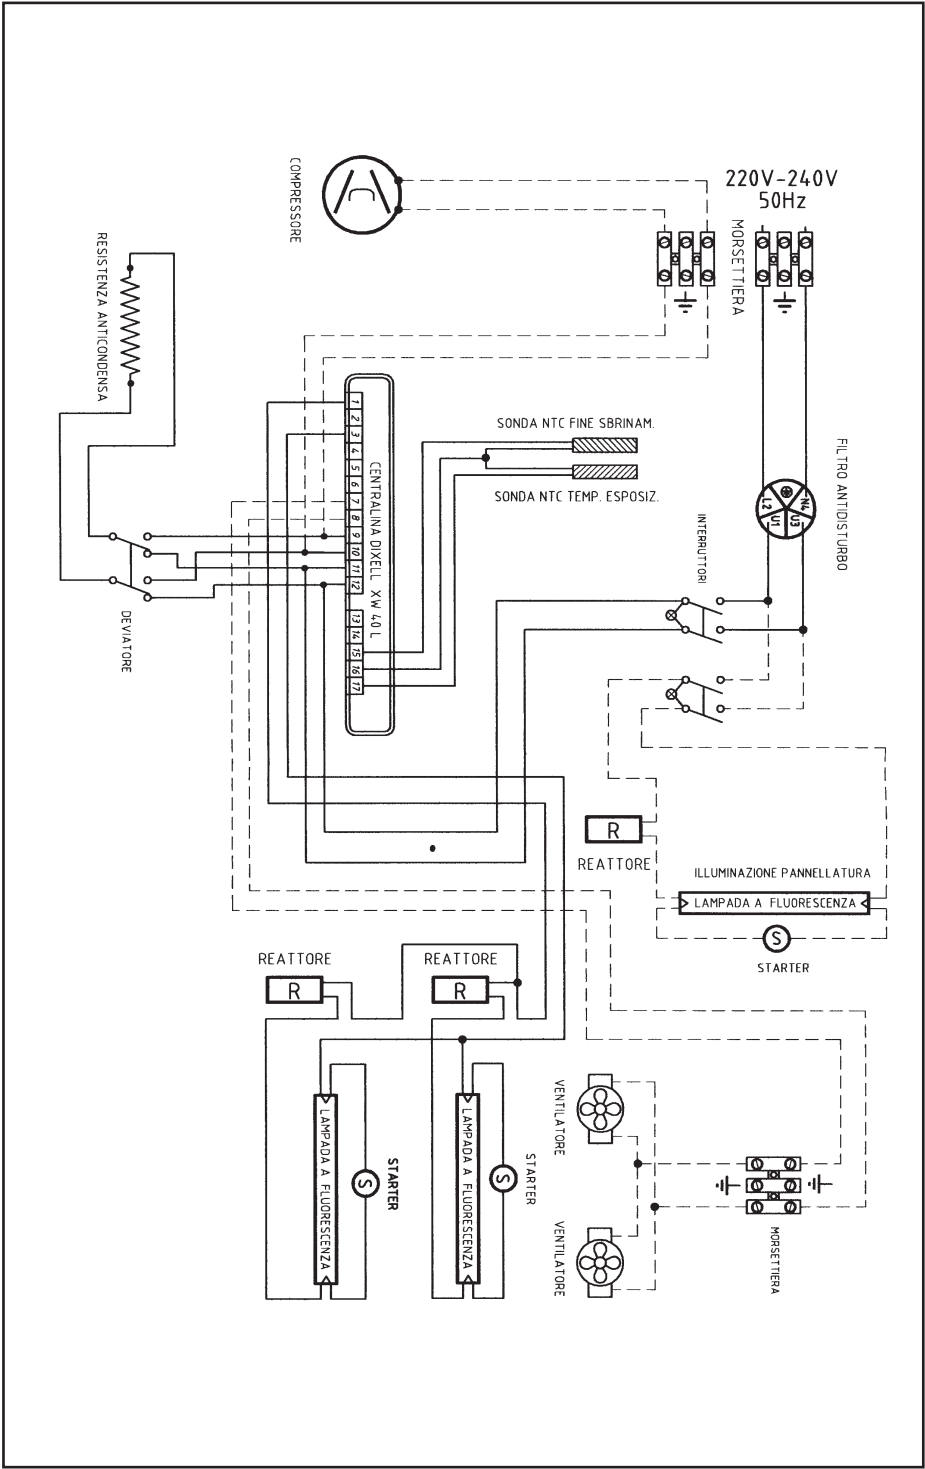 220V-240V
50Hz
COMPRESSORE
MORSETTIERA
RESISTENZA ANTICONDENSA
SONDA NTC FINE SBRINAM.
SONDA NTC TEMP. ESPOSIZ.
FILTRO ANTIDISTURBO
L2
N4
U1
U3
INTERRUTTORI
1
2
3
4
5
6
7
8
9
10
11
12
13
14
15
16
17
CENTRALINA DIXELL XW 40 L
DEVIATORE
R
REATTORE
ILLUMINAZIONE PANNELLATURA
LAMPADA A FLUORESCENZA
S
STARTER
REATTORE
R
REATTORE
R
LAMPADA A FLUORESCENZA
S
STARTER
LAMPADA A FLUORESCENZA
S
STARTER
VENTILATORE
VENTILATORE
MORSETTIERA